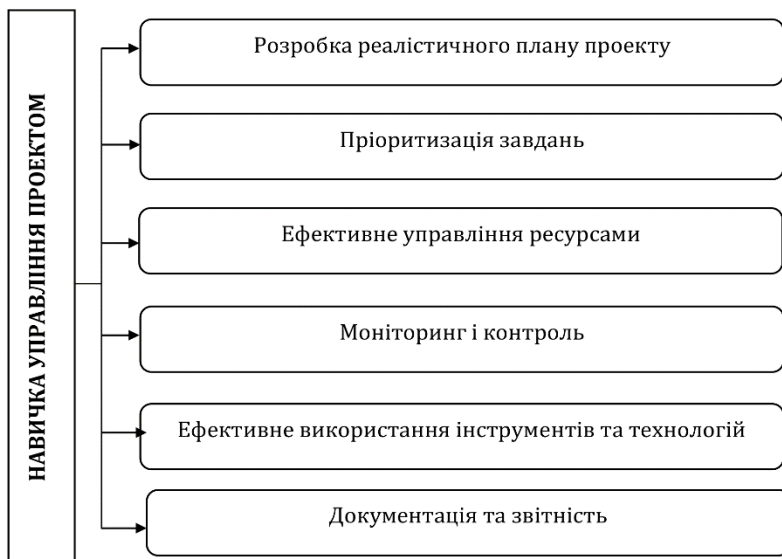 НАВИЧКА УПРАВЛІННЯ ПРОЕКТОМ
Розробка реалістичного плану проекту
Пріоритизація завдань
Ефективне управління ресурсами
Моніторинг і контроль
Ефективне використання інструментів та технологій
Документація та звітність